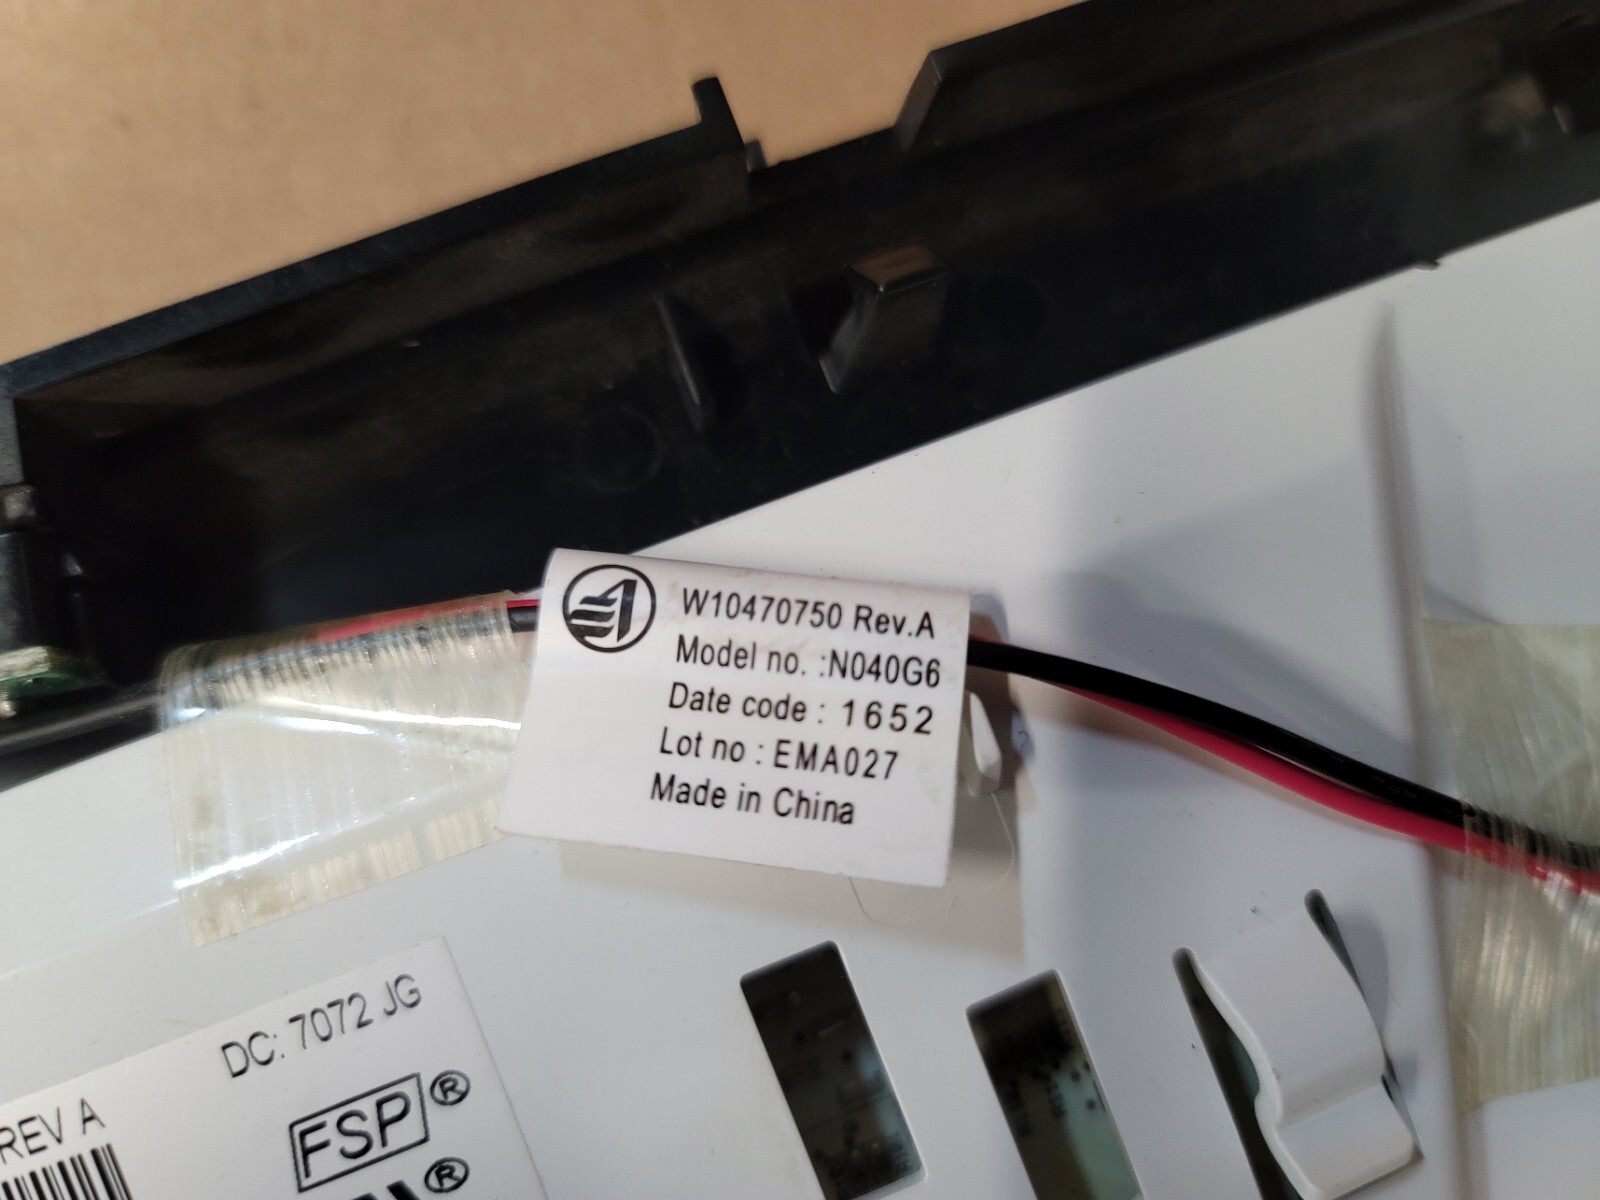 W10470750 Rev.A
Model no. :N040G6
Date code : 1652
Lot no : EMA027
Made in China
DC: 7072 JG
REV A
FSP®
®